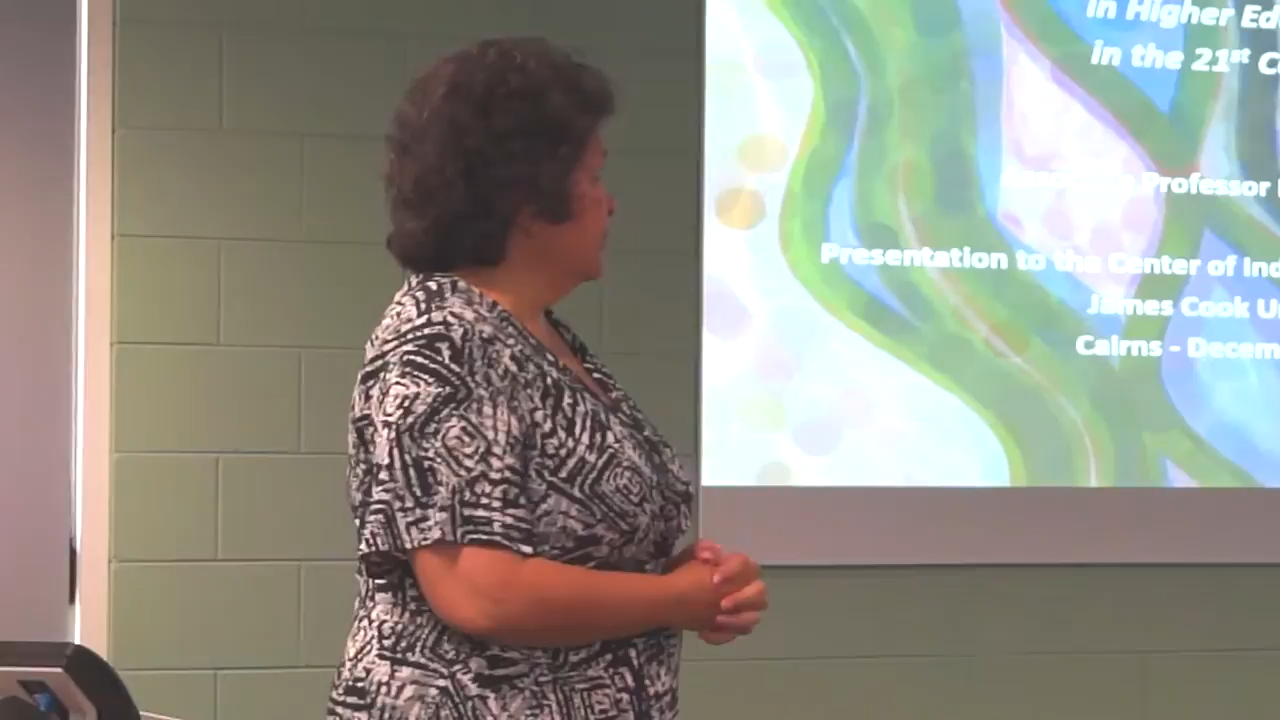 in Higher Ed
in the 21st C
Professor
Presentation to the Center of Ind
James Cook U
Cairns - Decem